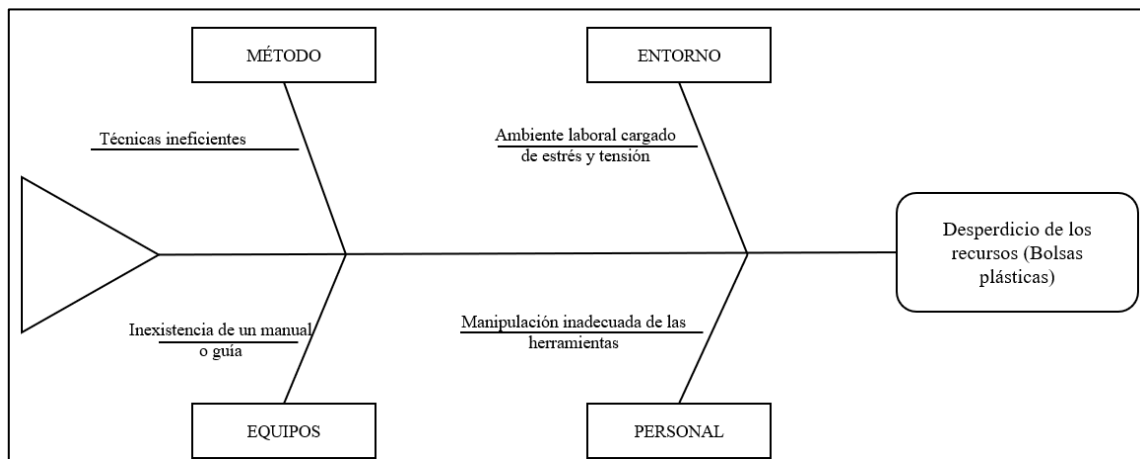 MÉTODO
ENTORNO
Técnicas ineficientes
Ambiente laboral cargado
de estrés y tensión
Desperdicio de los
recursos (Bolsas
plásticas)
Inexistencia de un manual
o guía
Manipulación inadecuada de las
herramientas
EQUIPOS
PERSONAL